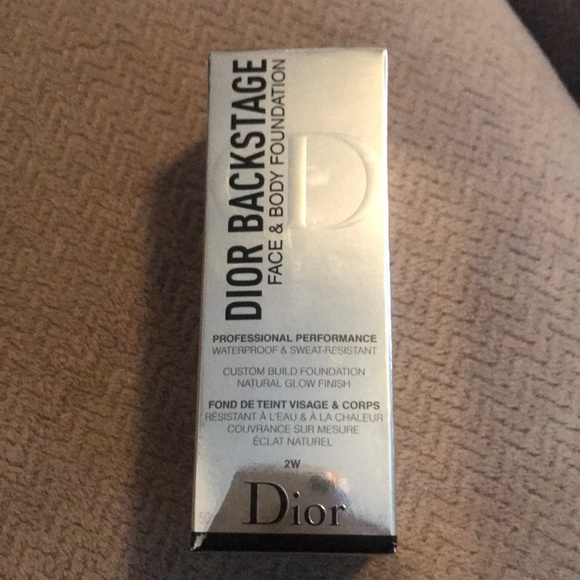 DIOR BACKSTAGE
FACE & BODY FOUNDATION
CD
PROFESSIONAL PERFORMANCE
WATERPROOF & SWEAT-RESISTANT
CUSTOM BUILD FOUNDATION
NATURAL GLOW FINISH
FOND DE TEINT VISAGE & CORPS
RÉSISTANT À L'EAU & À LA CHALEUR
COUVRANCE SUR MESURE
ÉCLAT NATUREL
2W
Dior